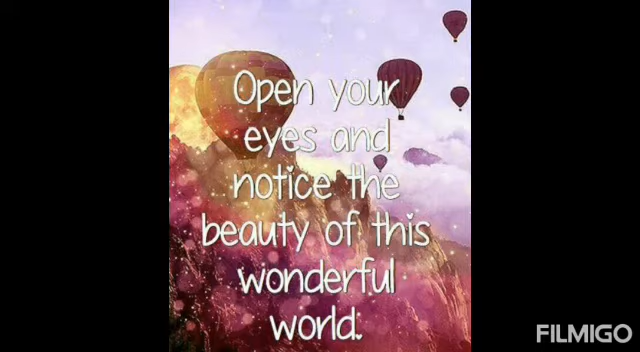 Open your
eyes and
notice the
beauty of this
wonderful
world.
FILMIGO